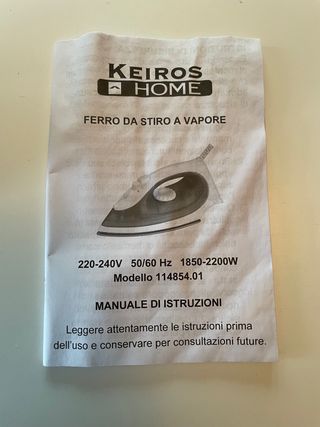 KEIROS
HOME
FERRO DA STIRO A VAPORE
220-240V 50/60 Hz 1850-2200W
Modello 114854.01
MANUALE DI ISTRUZIONI
Leggere attentamente le istruzioni prima
dell'uso e conservare per consultazioni future.